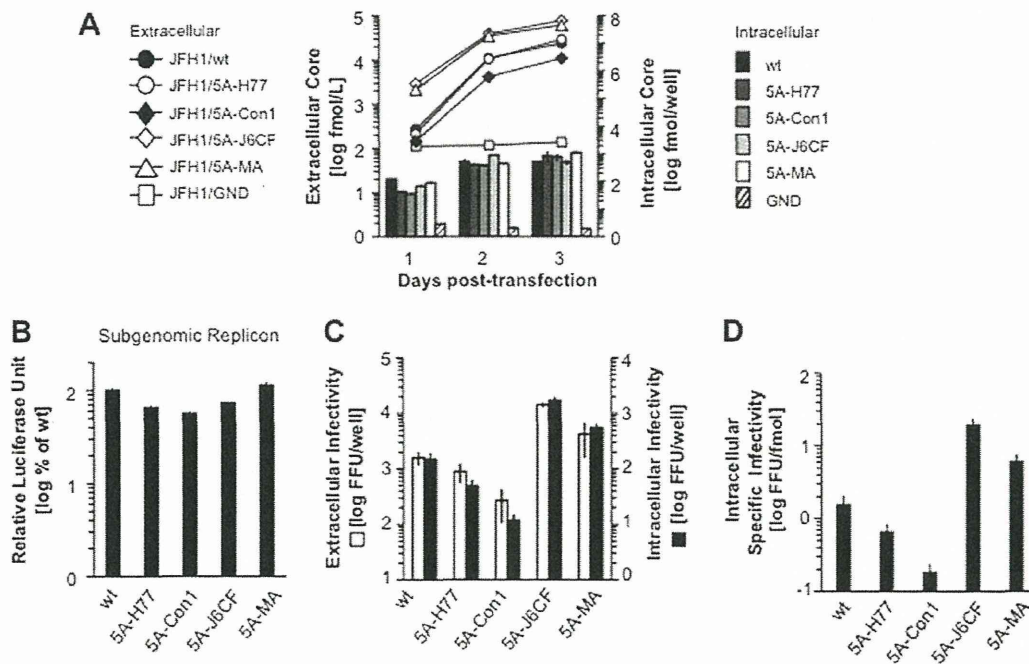 A
Extracellular
JFH1/wt
JFH1/5A-H77
JFH1/5A-Con1
JFH1/5A-J6CF
JFH1/5A-MA
JFH1/GND
Extracellular Core
[log fmol/L]
5
4
3
2
1
0
8
6
4
2
0
Intracellular Core
[log fmol/well]
1 2 3
Days post-transfection
Intracellular
wt
5A-H77
5A-Con1
5A-J6CF
5A-MA
GND
B
Subgenomic Replicon
Relative Luciferase Unit
[log % of wt]
2
1
0
wt
5A-H77
5A-Con1
5A-J6CF
5A-MA
C
Extracellular Infectivity
[log FFU/well]
5
4
3
2
1
4
3
2
1
0
Intracellular Infectivity
[log FFU/well]
wt
5A-H77
5A-Con1
5A-J6CF
5A-MA
D
Intracellular
Specific Infectivity
[log FFU/fmol]
2
1
0
-1
wt
5A-H77
5A-Con1
5A-J6CF
5A-MA